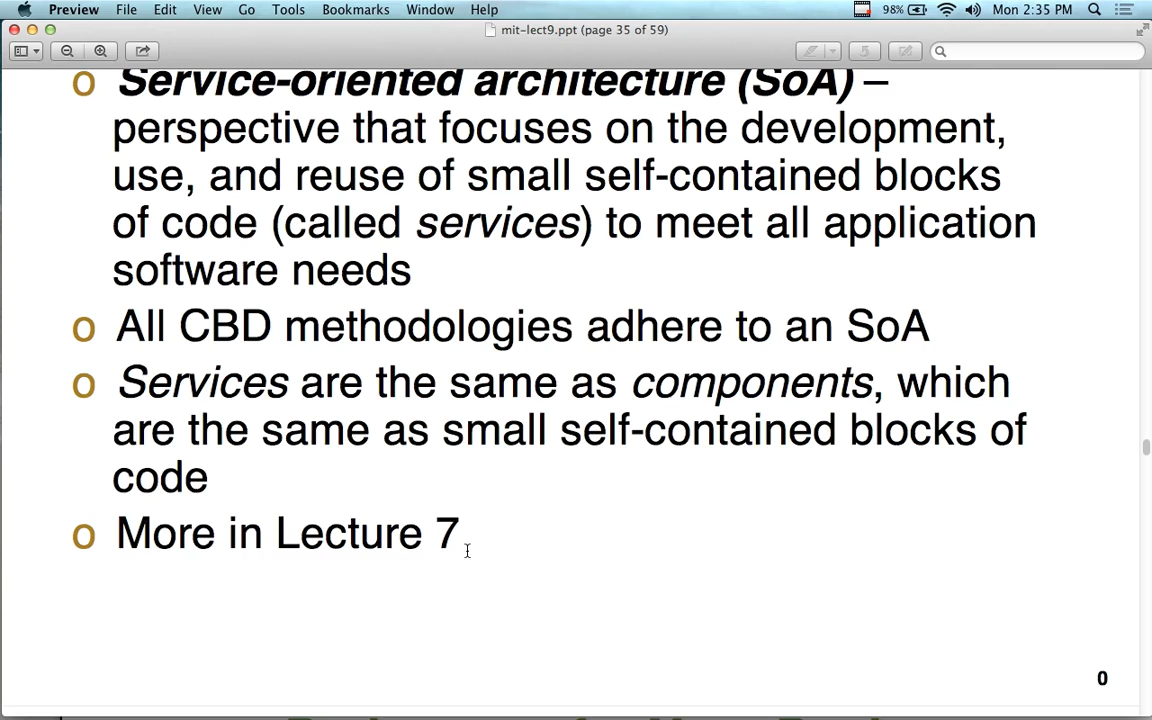 Preview File Edit View Go Tools Bookmarks Window Help 98% Mon 2:35 PM
mit-lect9.ppt (page 35 of 59)
o Service-oriented architecture (SoA) –
perspective that focuses on the development,
use, and reuse of small self-contained blocks
of code (called services) to meet all application
software needs
o All CBD methodologies adhere to an SoA
o Services are the same as components, which
are the same as small self-contained blocks of
code
o More in Lecture 7
0